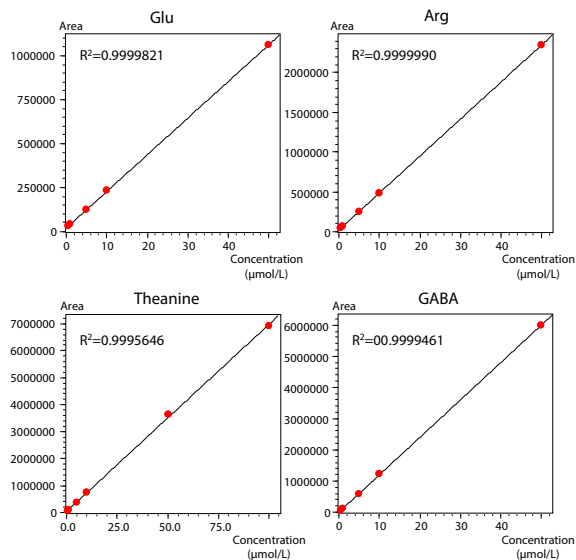 Glu
Area
R²=0.9999821
1000000
750000
500000
250000
0
0 10 20 30 40
Concentration
(μmol/L)
Arg
Area
R²=0.9999990
2000000
1500000
1000000
500000
0
0 10 20 30 40
Concentration
(μmol/L)
Theanine
Area
R²=0.9995646
7000000
6000000
5000000
4000000
3000000
2000000
1000000
0
0.0 25.0 50.0 75.0
Concentration
(μmol/L)
GABA
Area
R²=00.9999461
6000000
5000000
4000000
3000000
2000000
1000000
0
0 10 20 30 40
Concentration
(μmol/L)